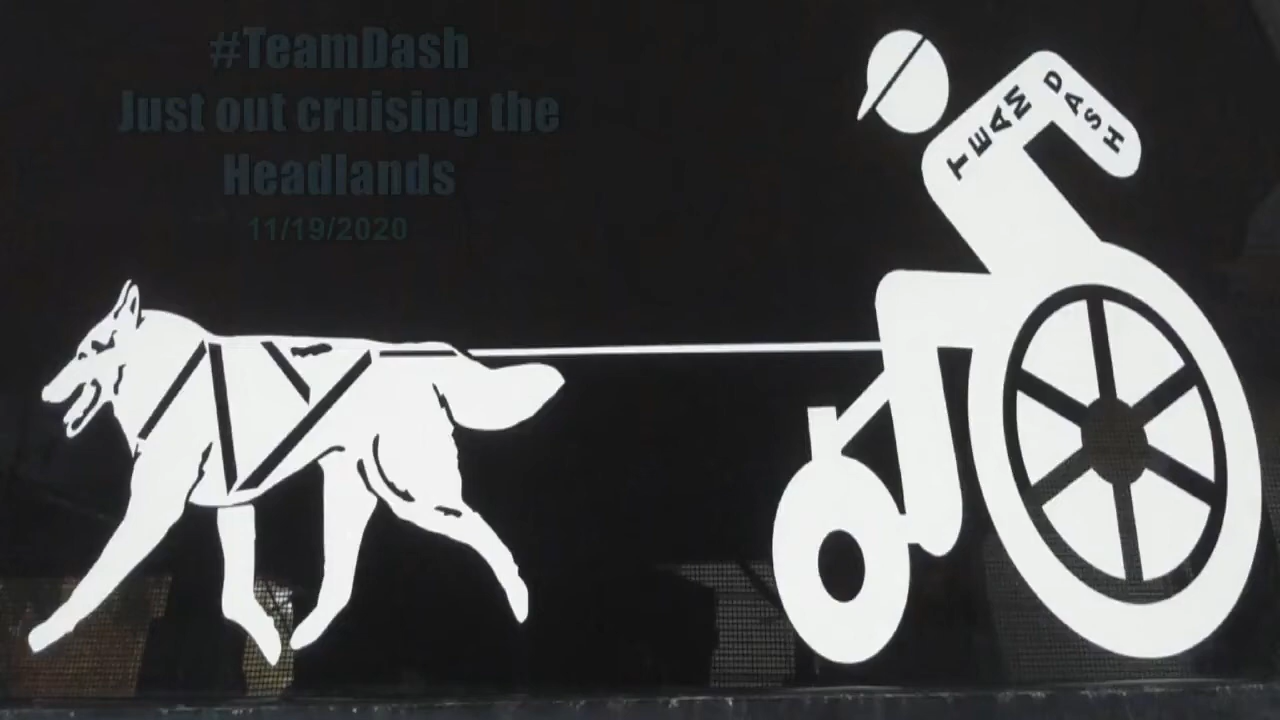 #TeamDash
Just out cruising the
Headlands
11/19/2020
TEAM DASH